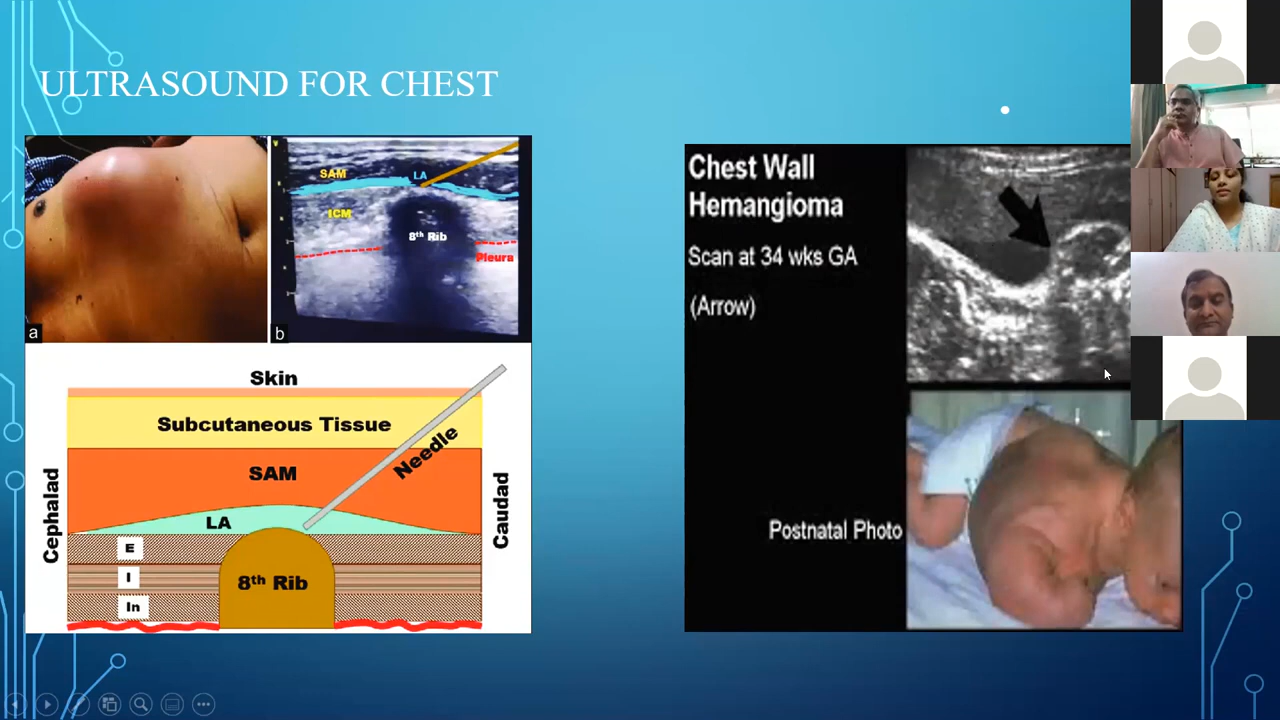 ULTRASOUND FOR CHEST
SAM
LA
ICM
8th Rib
Pleura
a
b
Skin
Subcutaneous Tissue
SAM
Needle
LA
Cephalad
Caudad
E
I
In
8th Rib
Chest Wall
Hemangioma
Scan at 34 wks GA
(Arrow)
Postnatal Photo